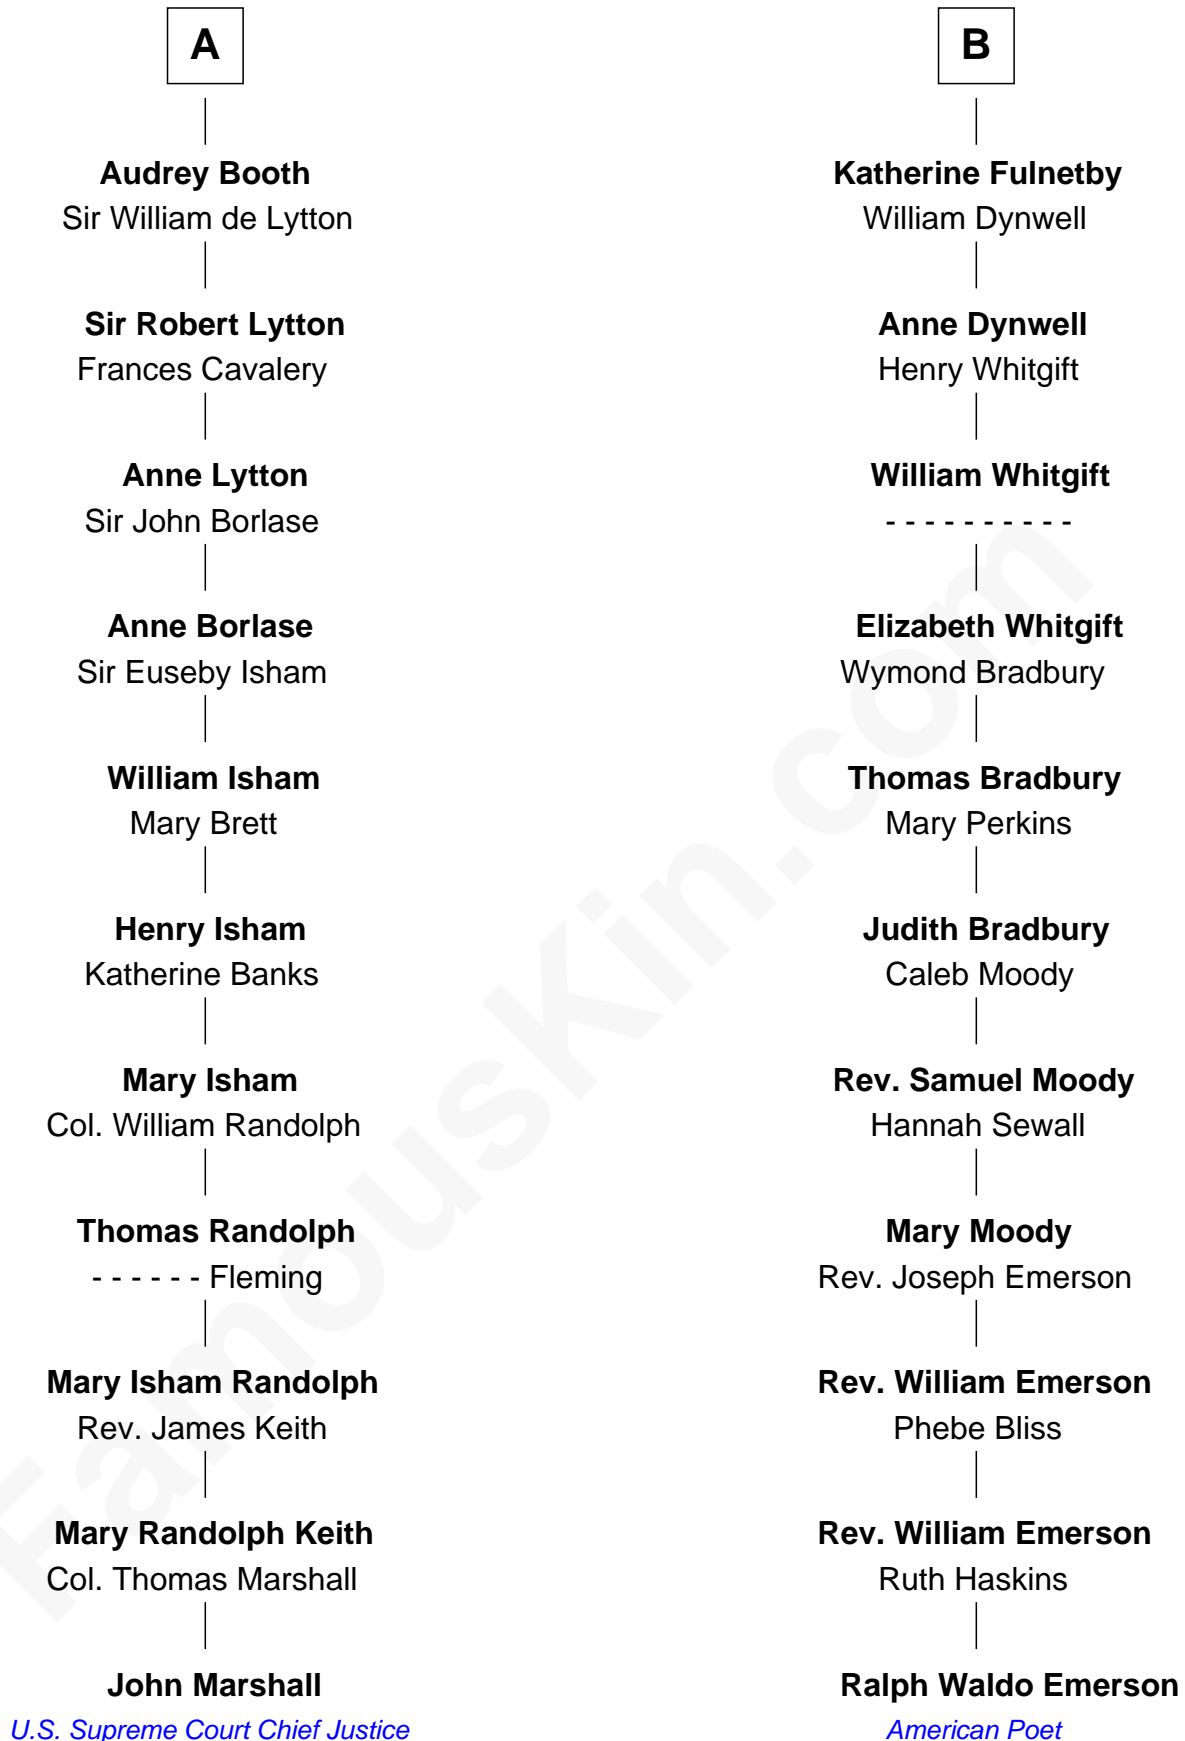 A
Audrey Booth
Sir William de Lytton
Sir Robert Lytton
Frances Cavalery
Anne Lytton
Sir John Borlase
Anne Borlase
Sir Euseby Isham
William Isham
Mary Brett
Henry Isham
Katherine Banks
Mary Isham
Col. William Randolph
Thomas Randolph
- - - - - - Fleming
Mary Isham Randolph
Rev. James Keith
Mary Randolph Keith
Col. Thomas Marshall
John Marshall
U.S. Supreme Court Chief Justice
B
Katherine Fulnetby
William Dynwell
Anne Dynwell
Henry Whitgift
William Whitgift
- - - - - - - - - -
Elizabeth Whitgift
Wymond Bradbury
Thomas Bradbury
Mary Perkins
Judith Bradbury
Caleb Moody
Rev. Samuel Moody
Hannah Sewall
Mary Moody
Rev. Joseph Emerson
Rev. William Emerson
Phebe Bliss
Rev. William Emerson
Ruth Haskins
Ralph Waldo Emerson
American Poet
FamousKin.com